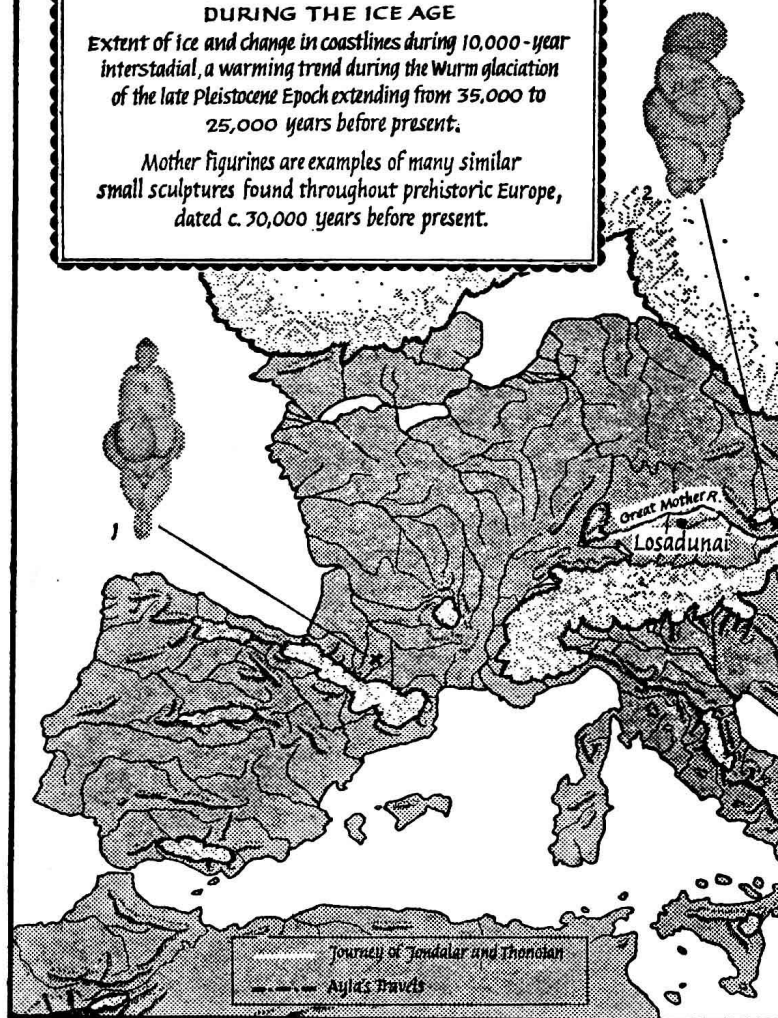 DURING THE ICE AGE
Extent of ice and change in coastlines during 10,000-year
interstadial, a warming trend during the Wurm glaciation
of the late Pleistocene Epoch extending from 35,000 to
25,000 years before present.
Mother figurines are examples of many similar
small sculptures found throughout prehistoric Europe,
dated c. 30,000 years before present.
2
1
Great Mother R.
Losadunai
Journey of Jondalar and Thonolan
Ayla's Travels